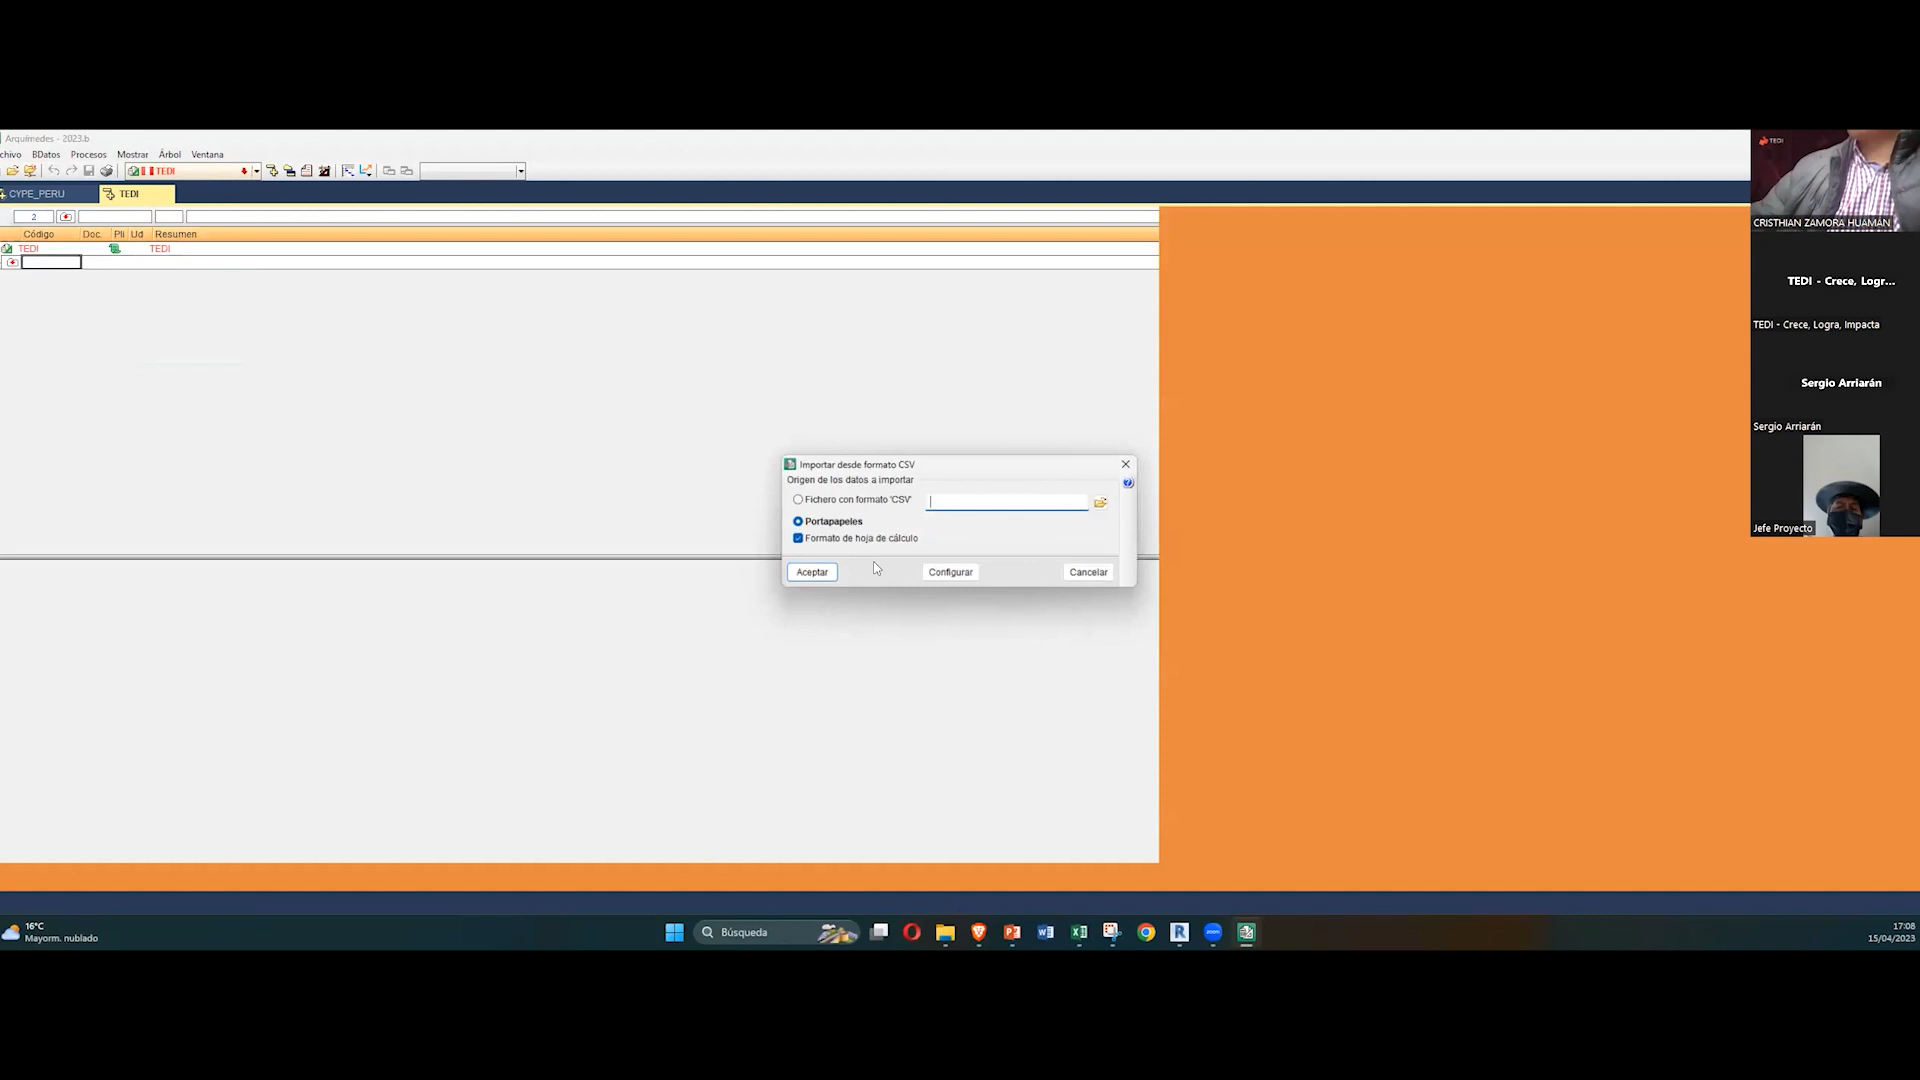 Arquímedes - 2023.b
chivo BDatos Procesos Mostrar Árbol Ventana
TEDI
CYPE_PERU TEDI
2
Código Doc. Pli Ud Resumen
TEDI TEDI
Importar desde formato CSV
Origen de los datos a importar
Fichero con formato 'CSV'
Portapapeles
Formato de hoja de cálculo
Aceptar Configurar Cancelar
TEDI
CRISTHIAN ZAMORA HUAMÁN
TEDI - Crece, Logr...
TEDI - Crece, Logra, Impacta
Sergio Arriarán
Sergio Arriarán
Jefe Proyecto
16°C
Mayorm. nublado
Búsqueda
zoom
17:08
15/04/2023